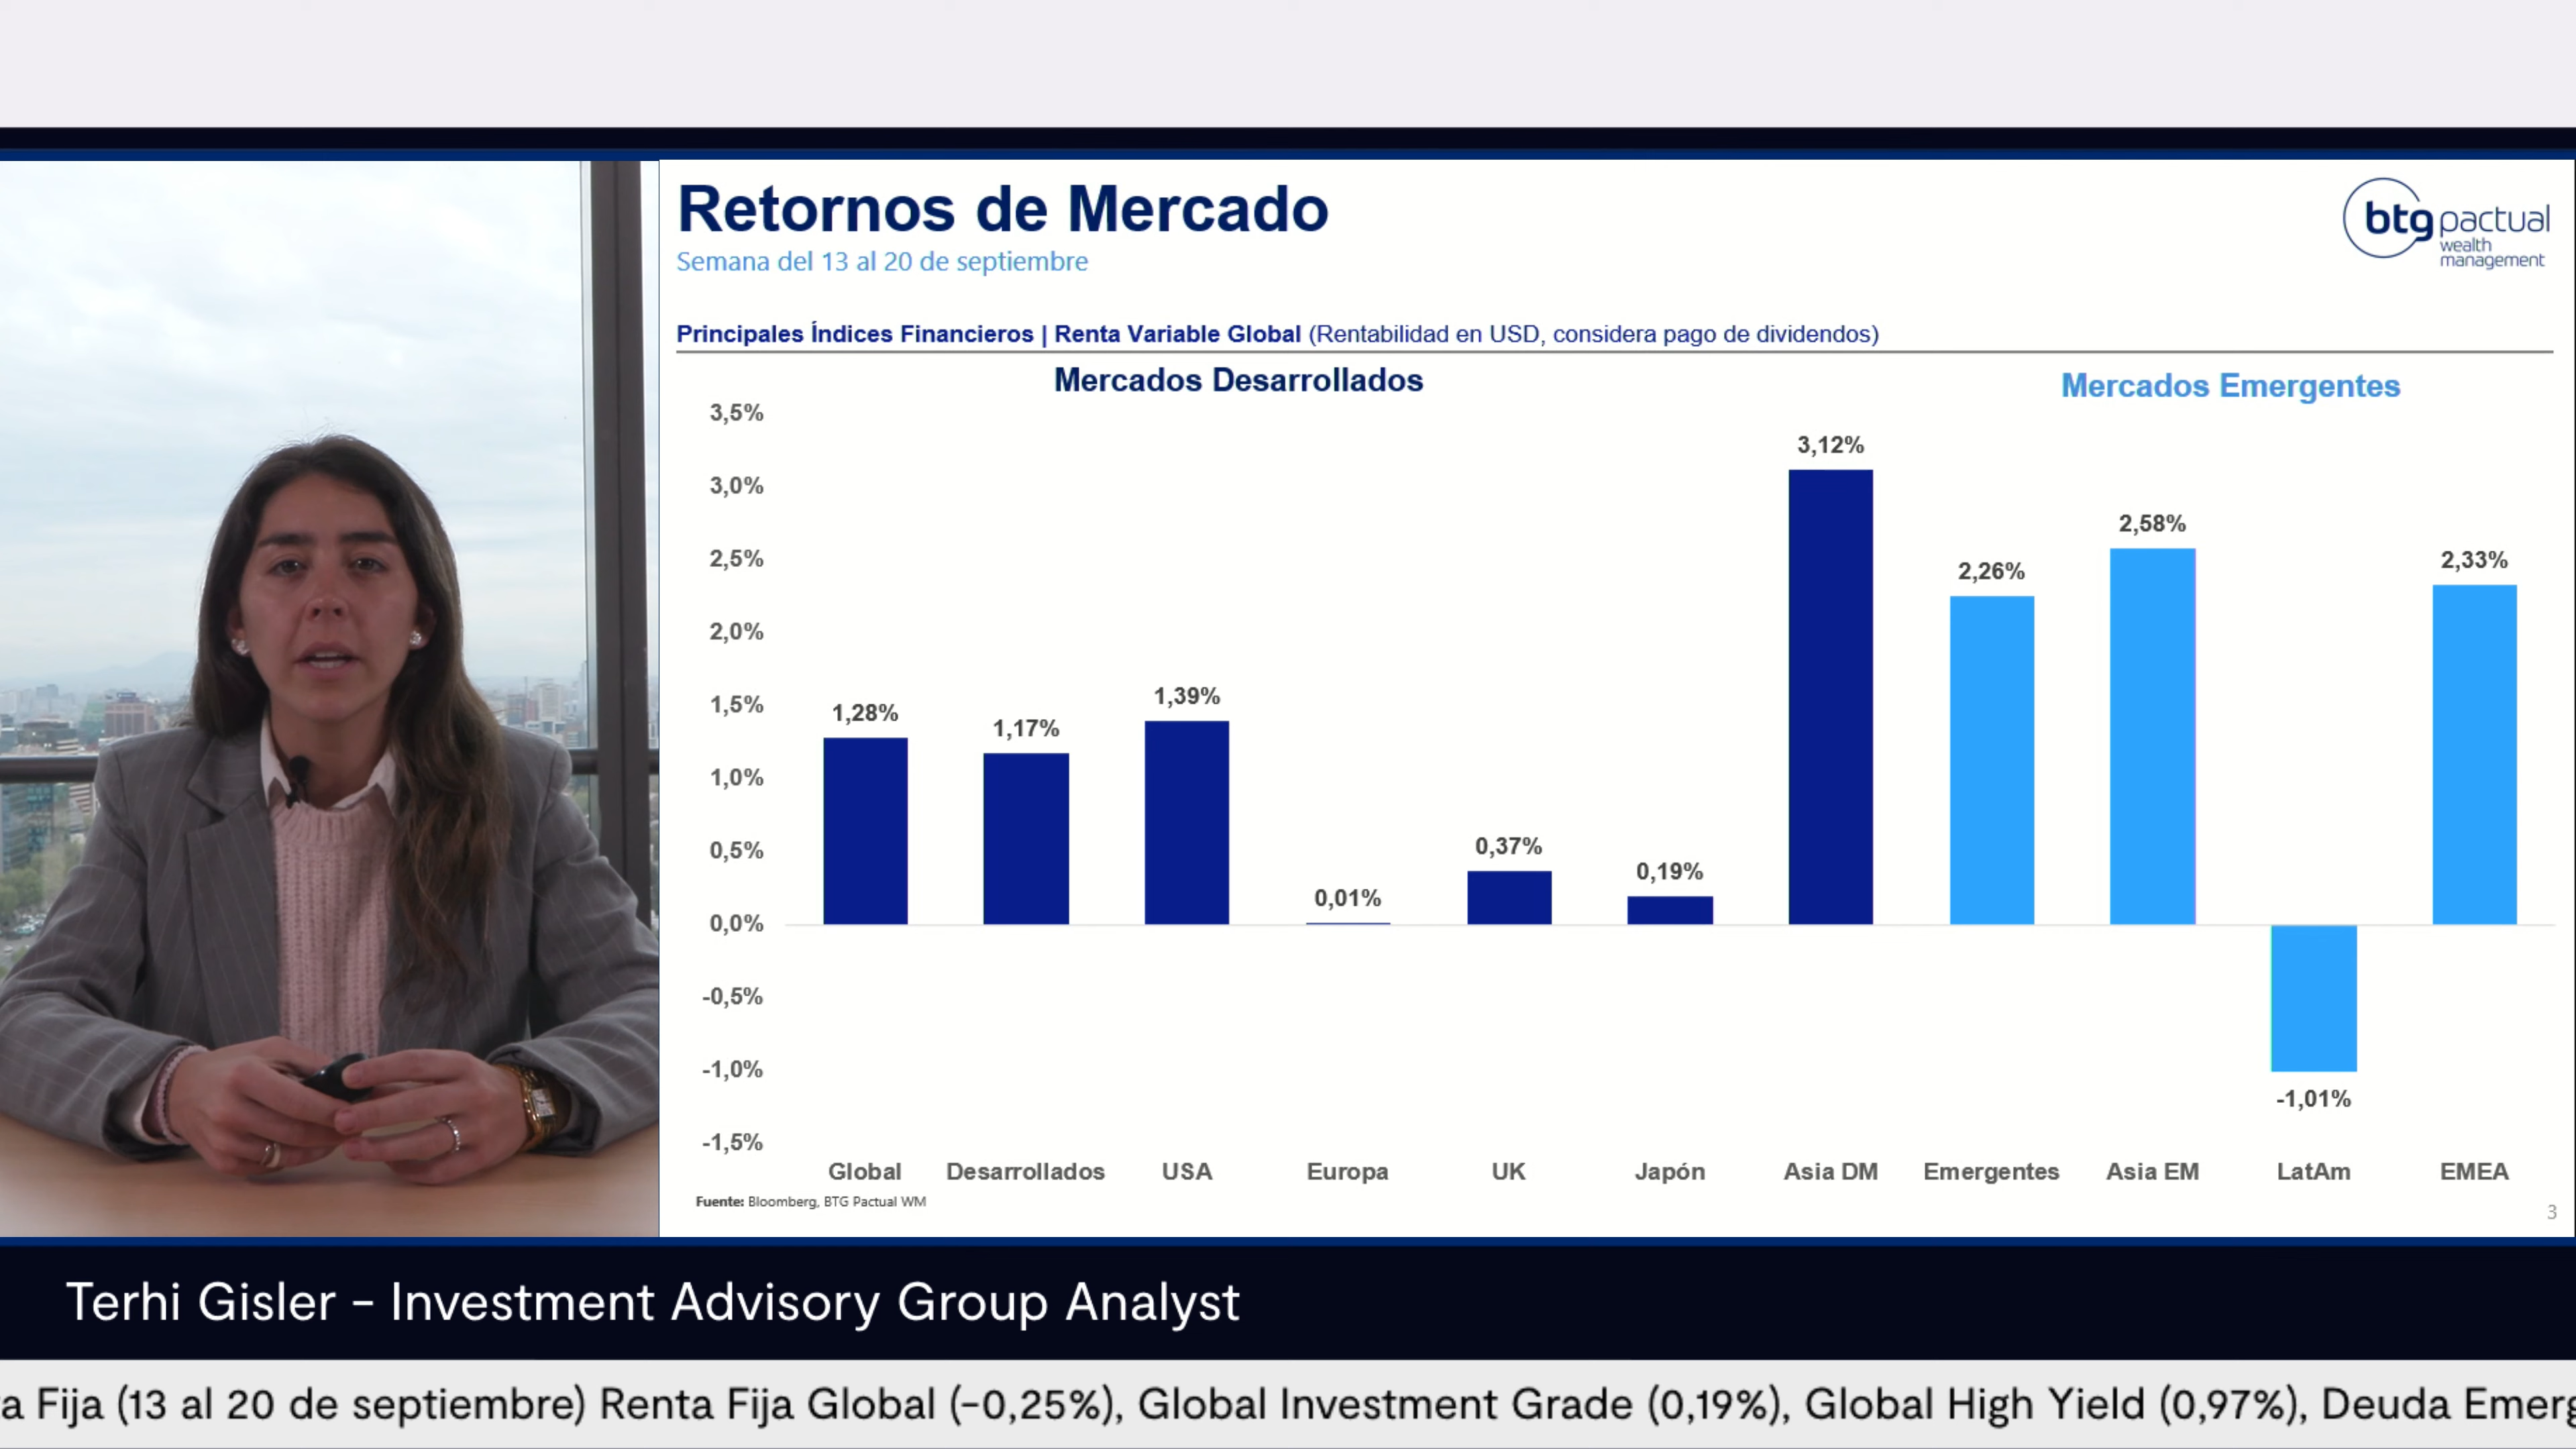 Retornos de Mercado
Semana del 13 al 20 de septiembre
btg pactual
wealth
management
Principales Índices Financieros | Renta Variable Global (Rentabilidad en USD, considera pago de dividendos)
Mercados Desarrollados
Mercados Emergentes
3,5%
3,0%
2,5%
2,0%
1,5%
1,0%
0,5%
0,0%
-0,5%
-1,0%
-1,5%
1,28%
1,17%
1,39%
0,01%
0,37%
0,19%
3,12%
2,26%
2,58%
-1,01%
2,33%
Global Desarrollados USA Europa UK Japón Asia DM Emergentes Asia EM LatAm EMEA
Fuente: Bloomberg, BTG Pactual WM
3
Terhi Gisler - Investment Advisory Group Analyst
a Fija (13 al 20 de septiembre) Renta Fija Global (-0,25%), Global Investment Grade (0,19%), Global High Yield (0,97%), Deuda Emerg